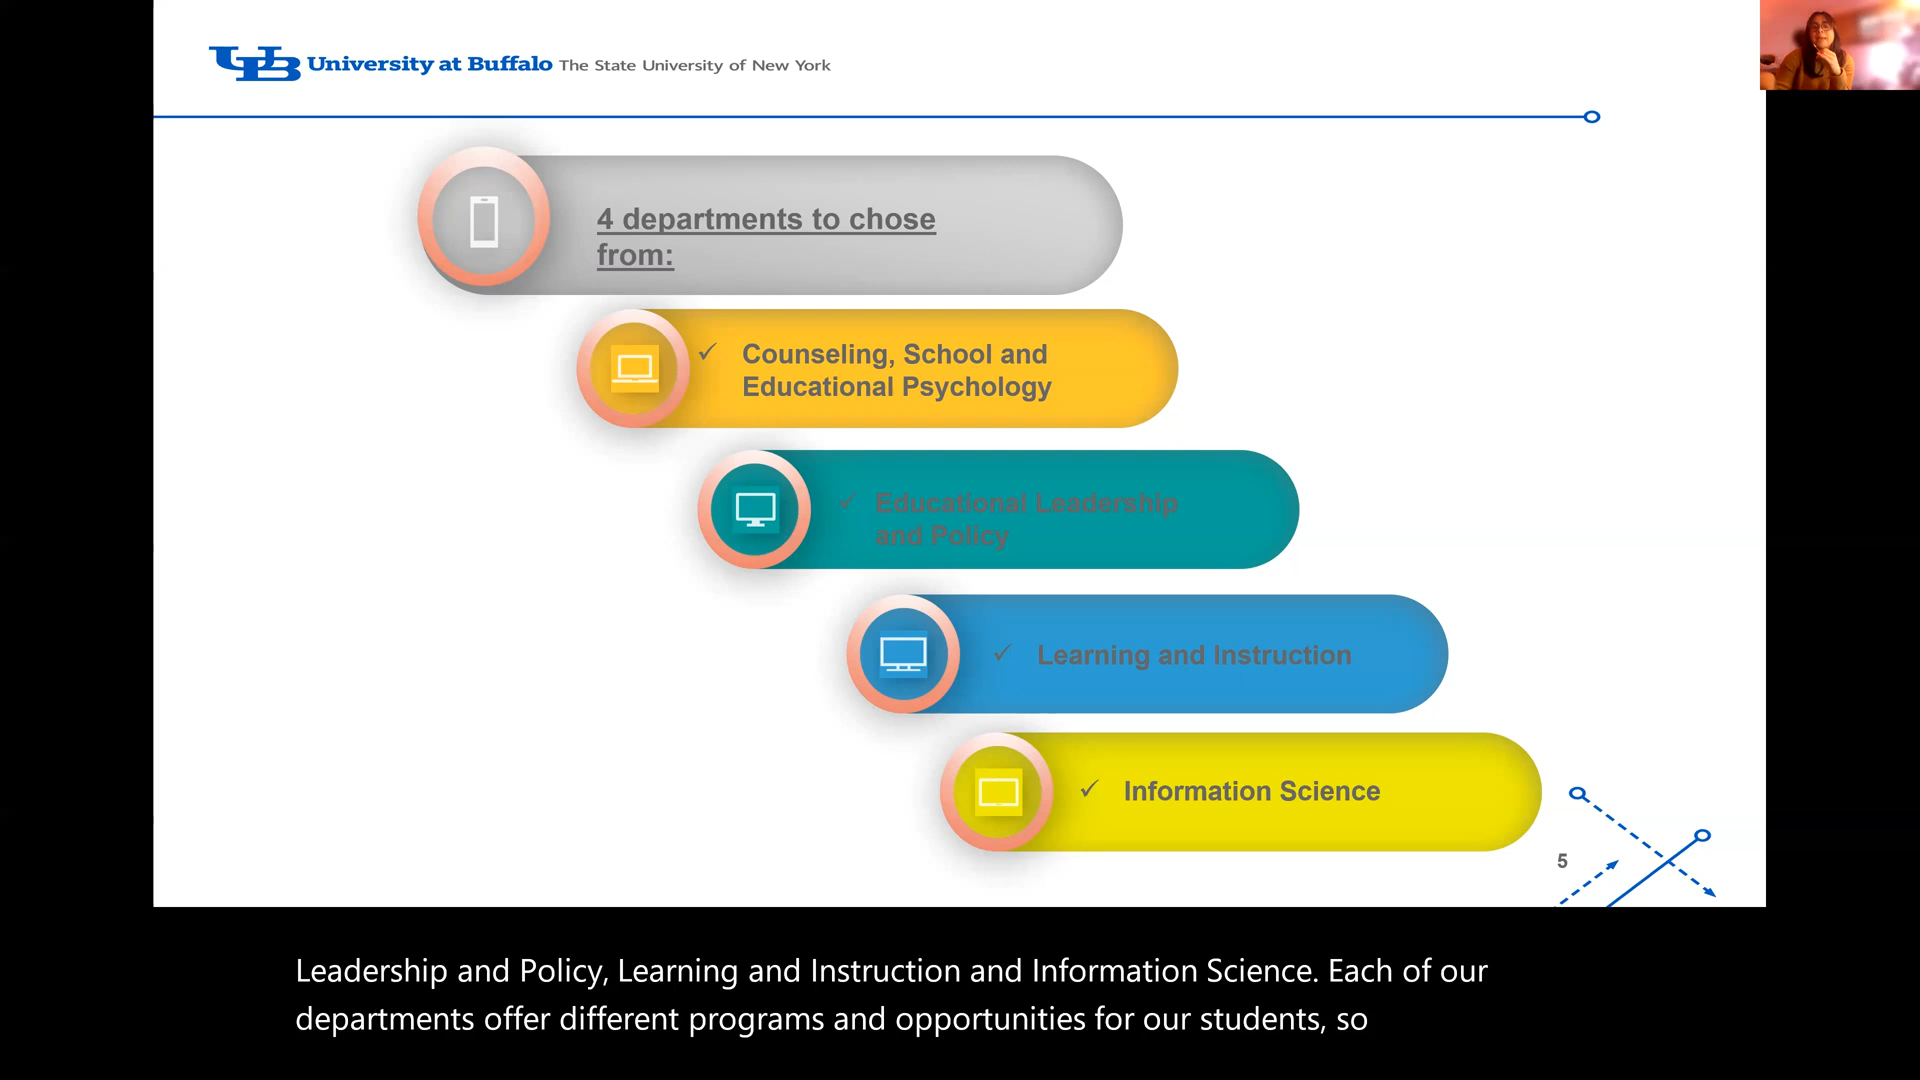 UB University at Buffalo The State University of New York
4 departments to chose
from:
✓ Counseling, School and
Educational Psychology
✓ Educational Leadership
and Policy
✓ Learning and Instruction
✓ Information Science
5
Leadership and Policy, Learning and Instruction and Information Science. Each of our
departments offer different programs and opportunities for our students, so